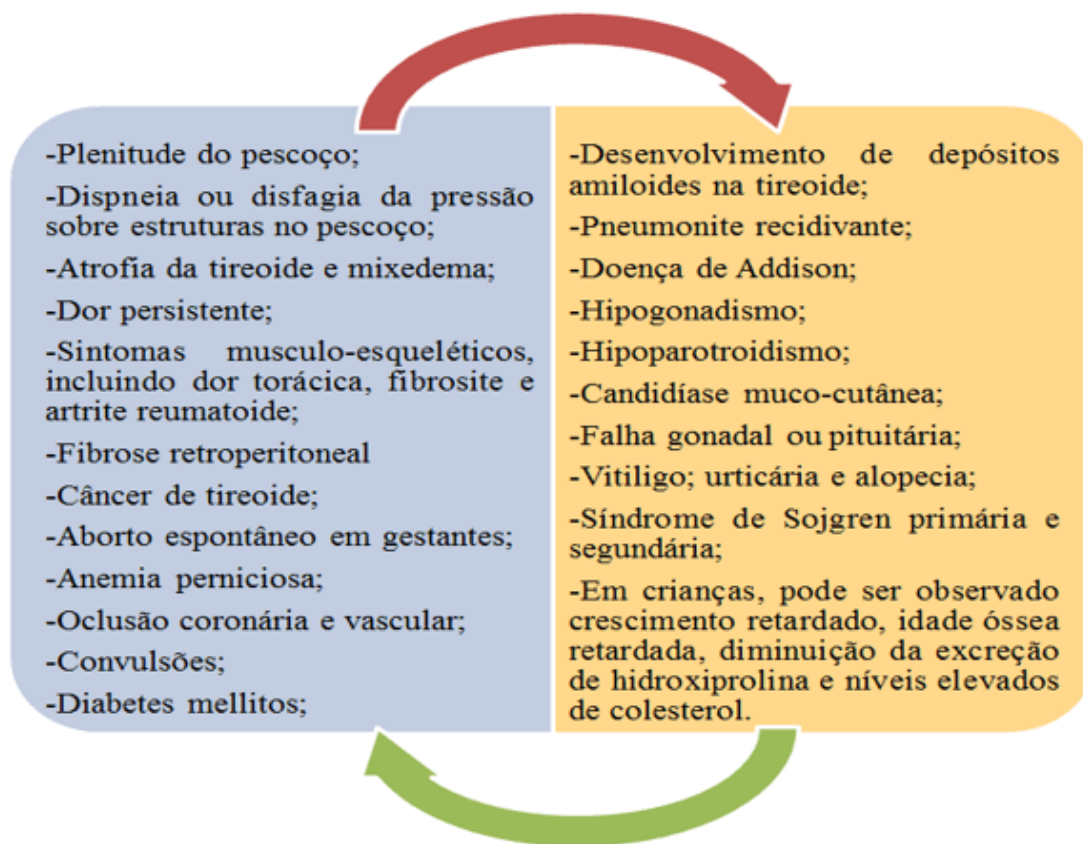 -Plenitude do pescoço;
-Dispneia ou disfagia da pressão
sobre estruturas no pescoço;
-Atrofia da tireoide e mixedema;
-Dor persistente;
-Sintomas musculo-esqueléticos,
incluindo dor torácica, fibrosite e
artrite reumatoide;
-Fibrose retroperitoneal
-Câncer de tireoide;
-Aborto espontâneo em gestantes;
-Anemia perniciosa;
-Oclusão coronária e vascular;
-Convulsões;
-Diabetes mellitos;
-Desenvolvimento de depósitos
amiloides na tireoide;
-Pneumonite recidivante;
-Doença de Addison;
-Hipogonadismo;
-Hipoparotroidismo;
-Candidíase muco-cutânea;
-Falha gonadal ou pituitária;
-Vitiligo; urticária e alopecia;
-Síndrome de Sojgren primária e
segundária;
-Em crianças, pode ser observado
crescimento retardado, idade óssea
retardada, diminuição da excreção
de hidroxiprolina e níveis elevados
de colesterol.